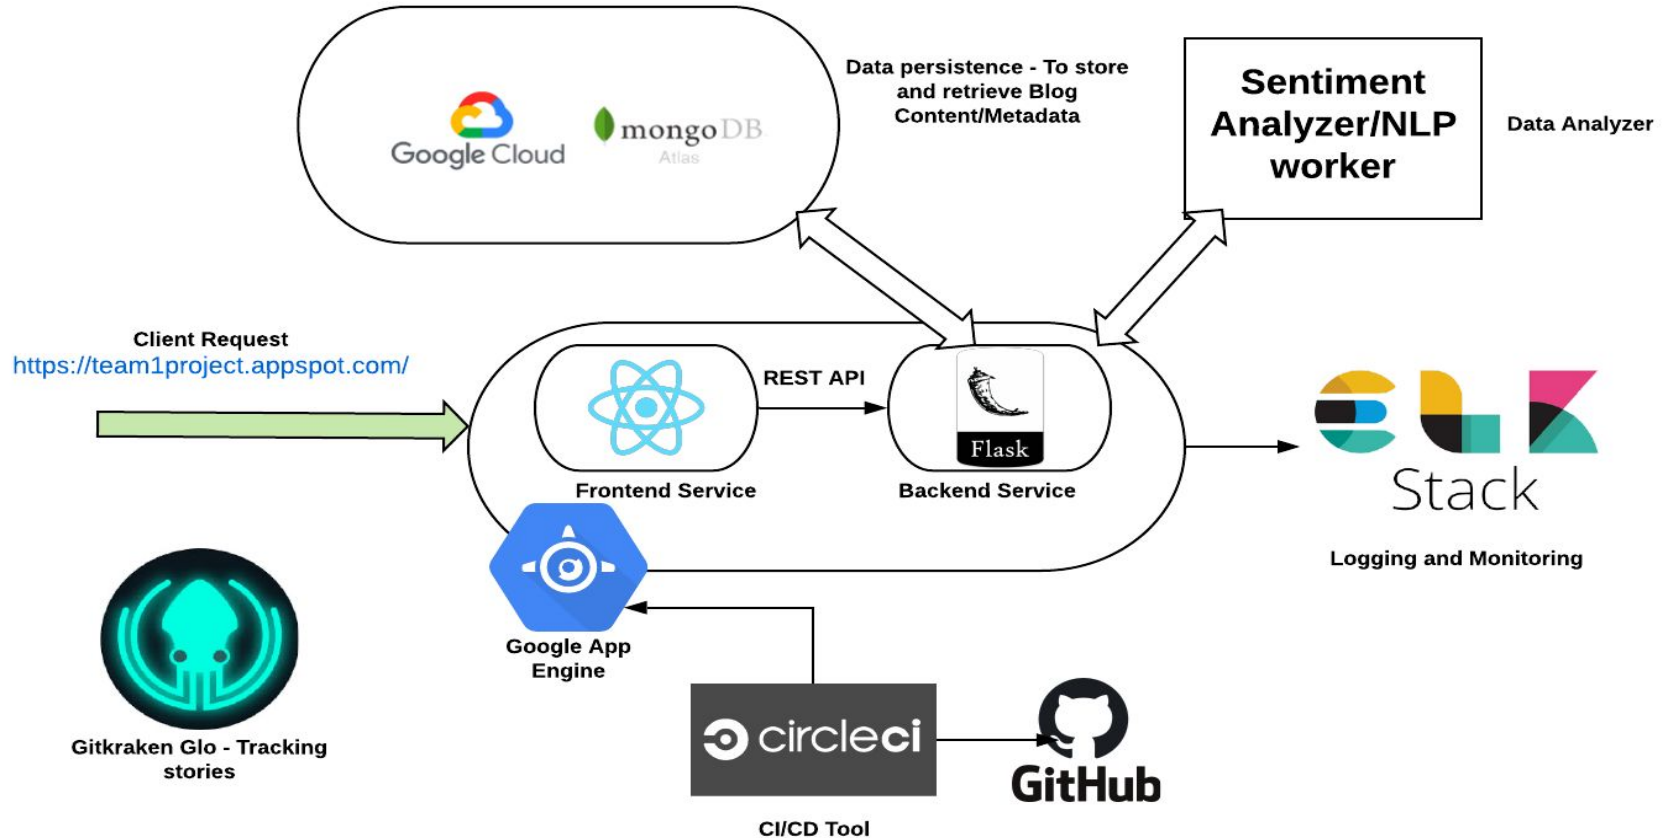 Google Cloud
mongoDB
Atlas
Data persistence - To store
and retrieve Blog
Content/Metadata
Sentiment
Analyzer/NLP
worker
Data Analyzer
Client Request
https://team1project.appspot.com/
REST API
Flask
Frontend Service
Backend Service
ELK
Stack
Logging and Monitoring
Google App
Engine
Gitkraken Glo - Tracking
stories
circleci
GitHub
CI/CD Tool